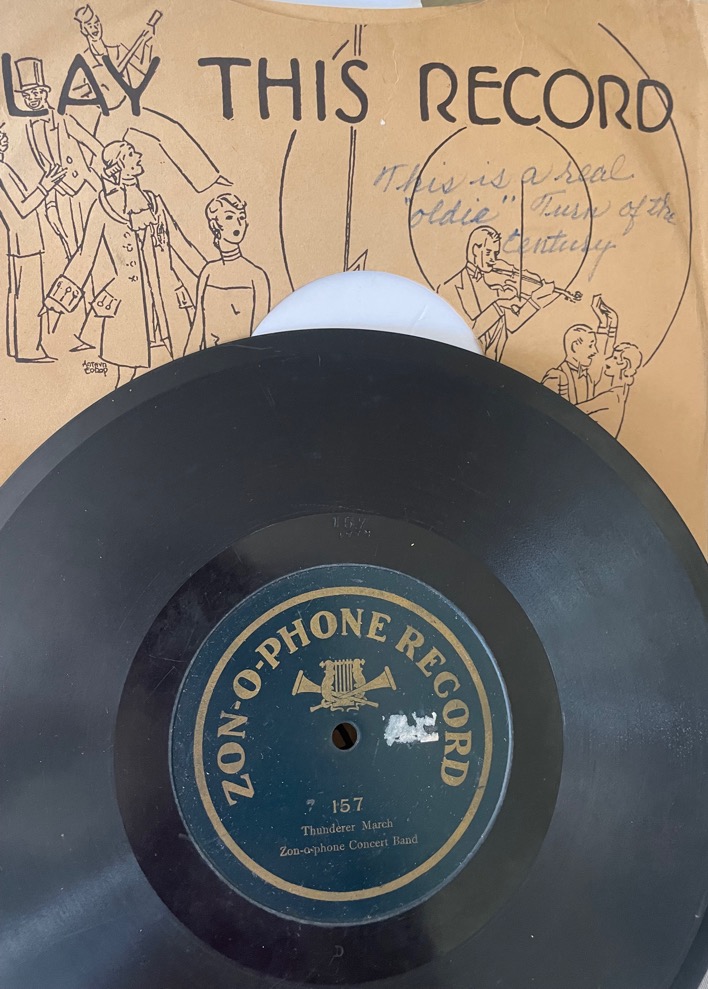 LAY THIS RECORD
This is a real
"oldie" Turn of the
Century
157
ZON-O-PHONE RECORD
157
Thunderer March
Zon-o-phone Concert Band